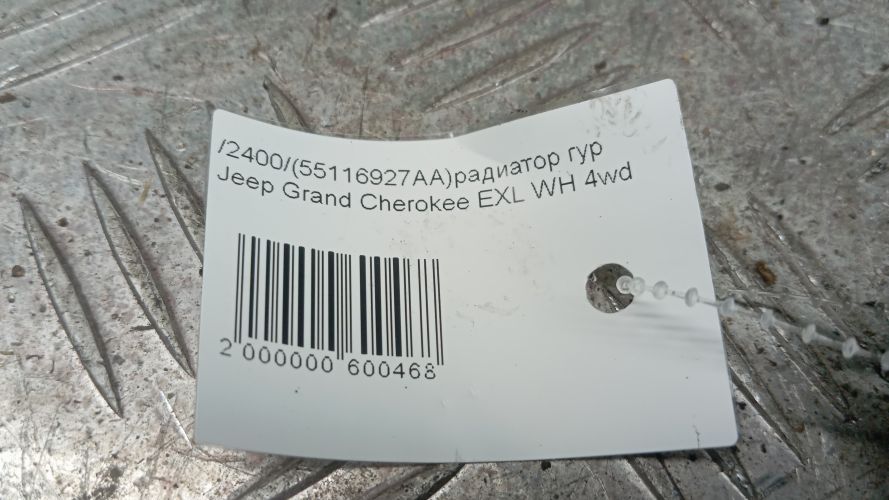 /2400/(55116927AA)радиатор гур
Jeep Grand Cherokee EXL WH 4wd
2 000000 600468